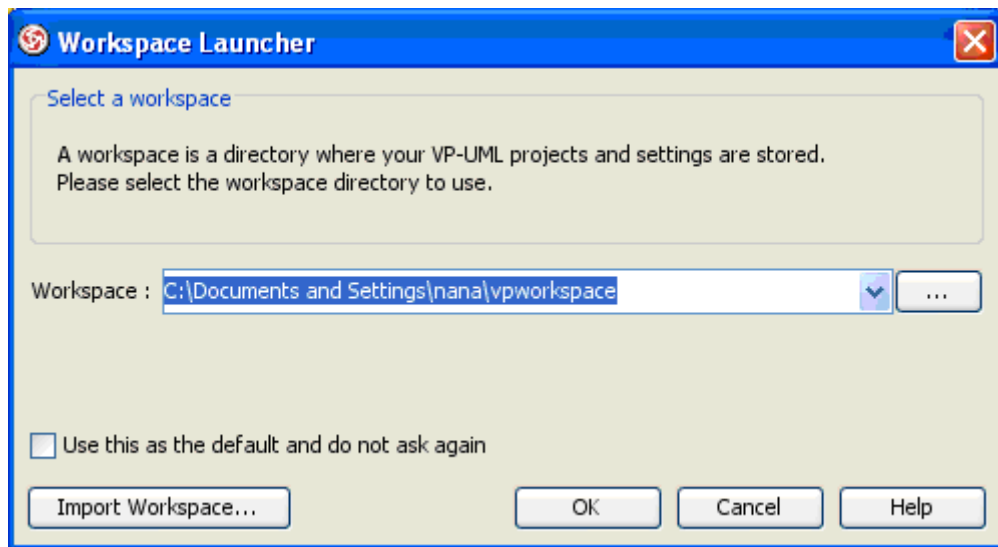 Workspace Launcher
Select a workspace
A workspace is a directory where your VP-UML projects and settings are stored.
Please select the workspace directory to use.
Workspace : C:\Documents and Settings\nana\vpworkspace ...
Use this as the default and do not ask again
Import Workspace... OK Cancel Help